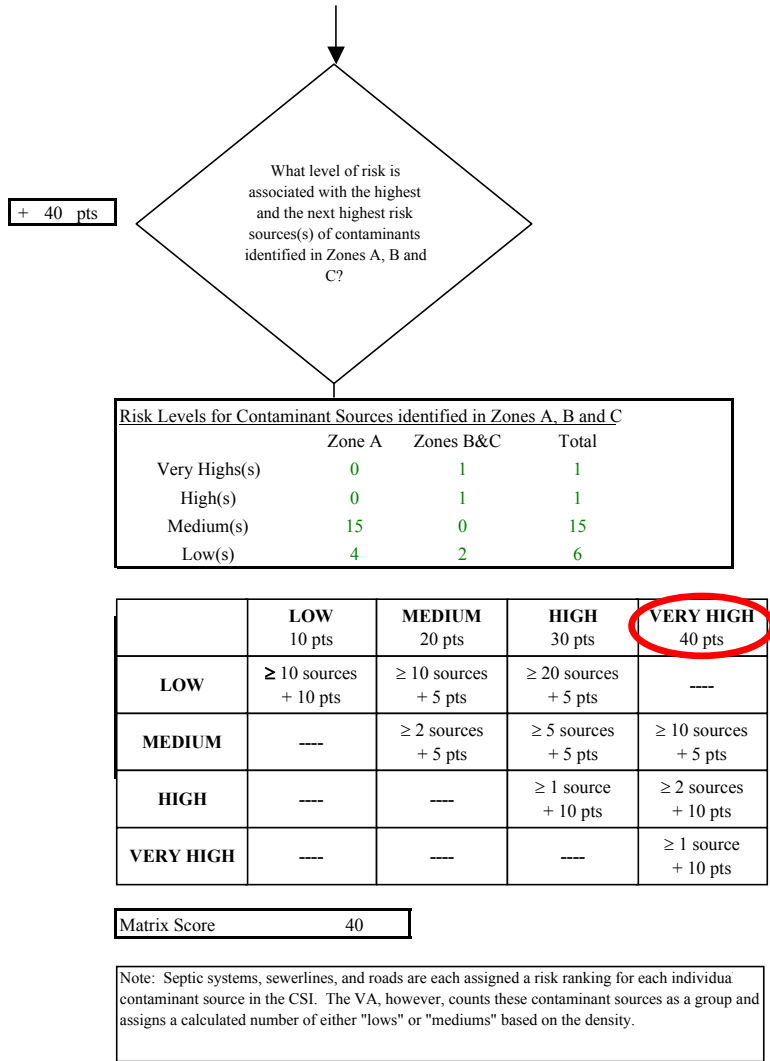 What level of risk is
associated with the highest
and the next highest risk
sources(s) of contaminants
identified in Zones A, B and
C?
+ 40 pts
Risk Levels for Contaminant Sources identified in Zones A, B and C
Zone A Zones B&C Total
Very Highs(s) 0 1 1
High(s) 0 1 1
Medium(s) 15 0 15
Low(s) 4 2 6
LOW MEDIUM HIGH VERY HIGH
10 pts 20 pts 30 pts 40 pts
LOW ≥ 10 sources ≥ 10 sources ≥ 20 sources ----
+ 10 pts + 5 pts + 5 pts
MEDIUM ---- ≥ 2 sources ≥ 5 sources ≥ 10 sources
+ 5 pts + 5 pts + 5 pts
HIGH ---- ---- ≥ 1 source ≥ 2 sources
+ 10 pts + 10 pts
VERY HIGH ---- ---- ---- ≥ 1 source
+ 10 pts
Matrix Score 40
Note: Septic systems, sewerlines, and roads are each assigned a risk ranking for each individua
contaminant source in the CSI. The VA, however, counts these contaminant sources as a group and
assigns a calculated number of either "lows" or "mediums" based on the density.